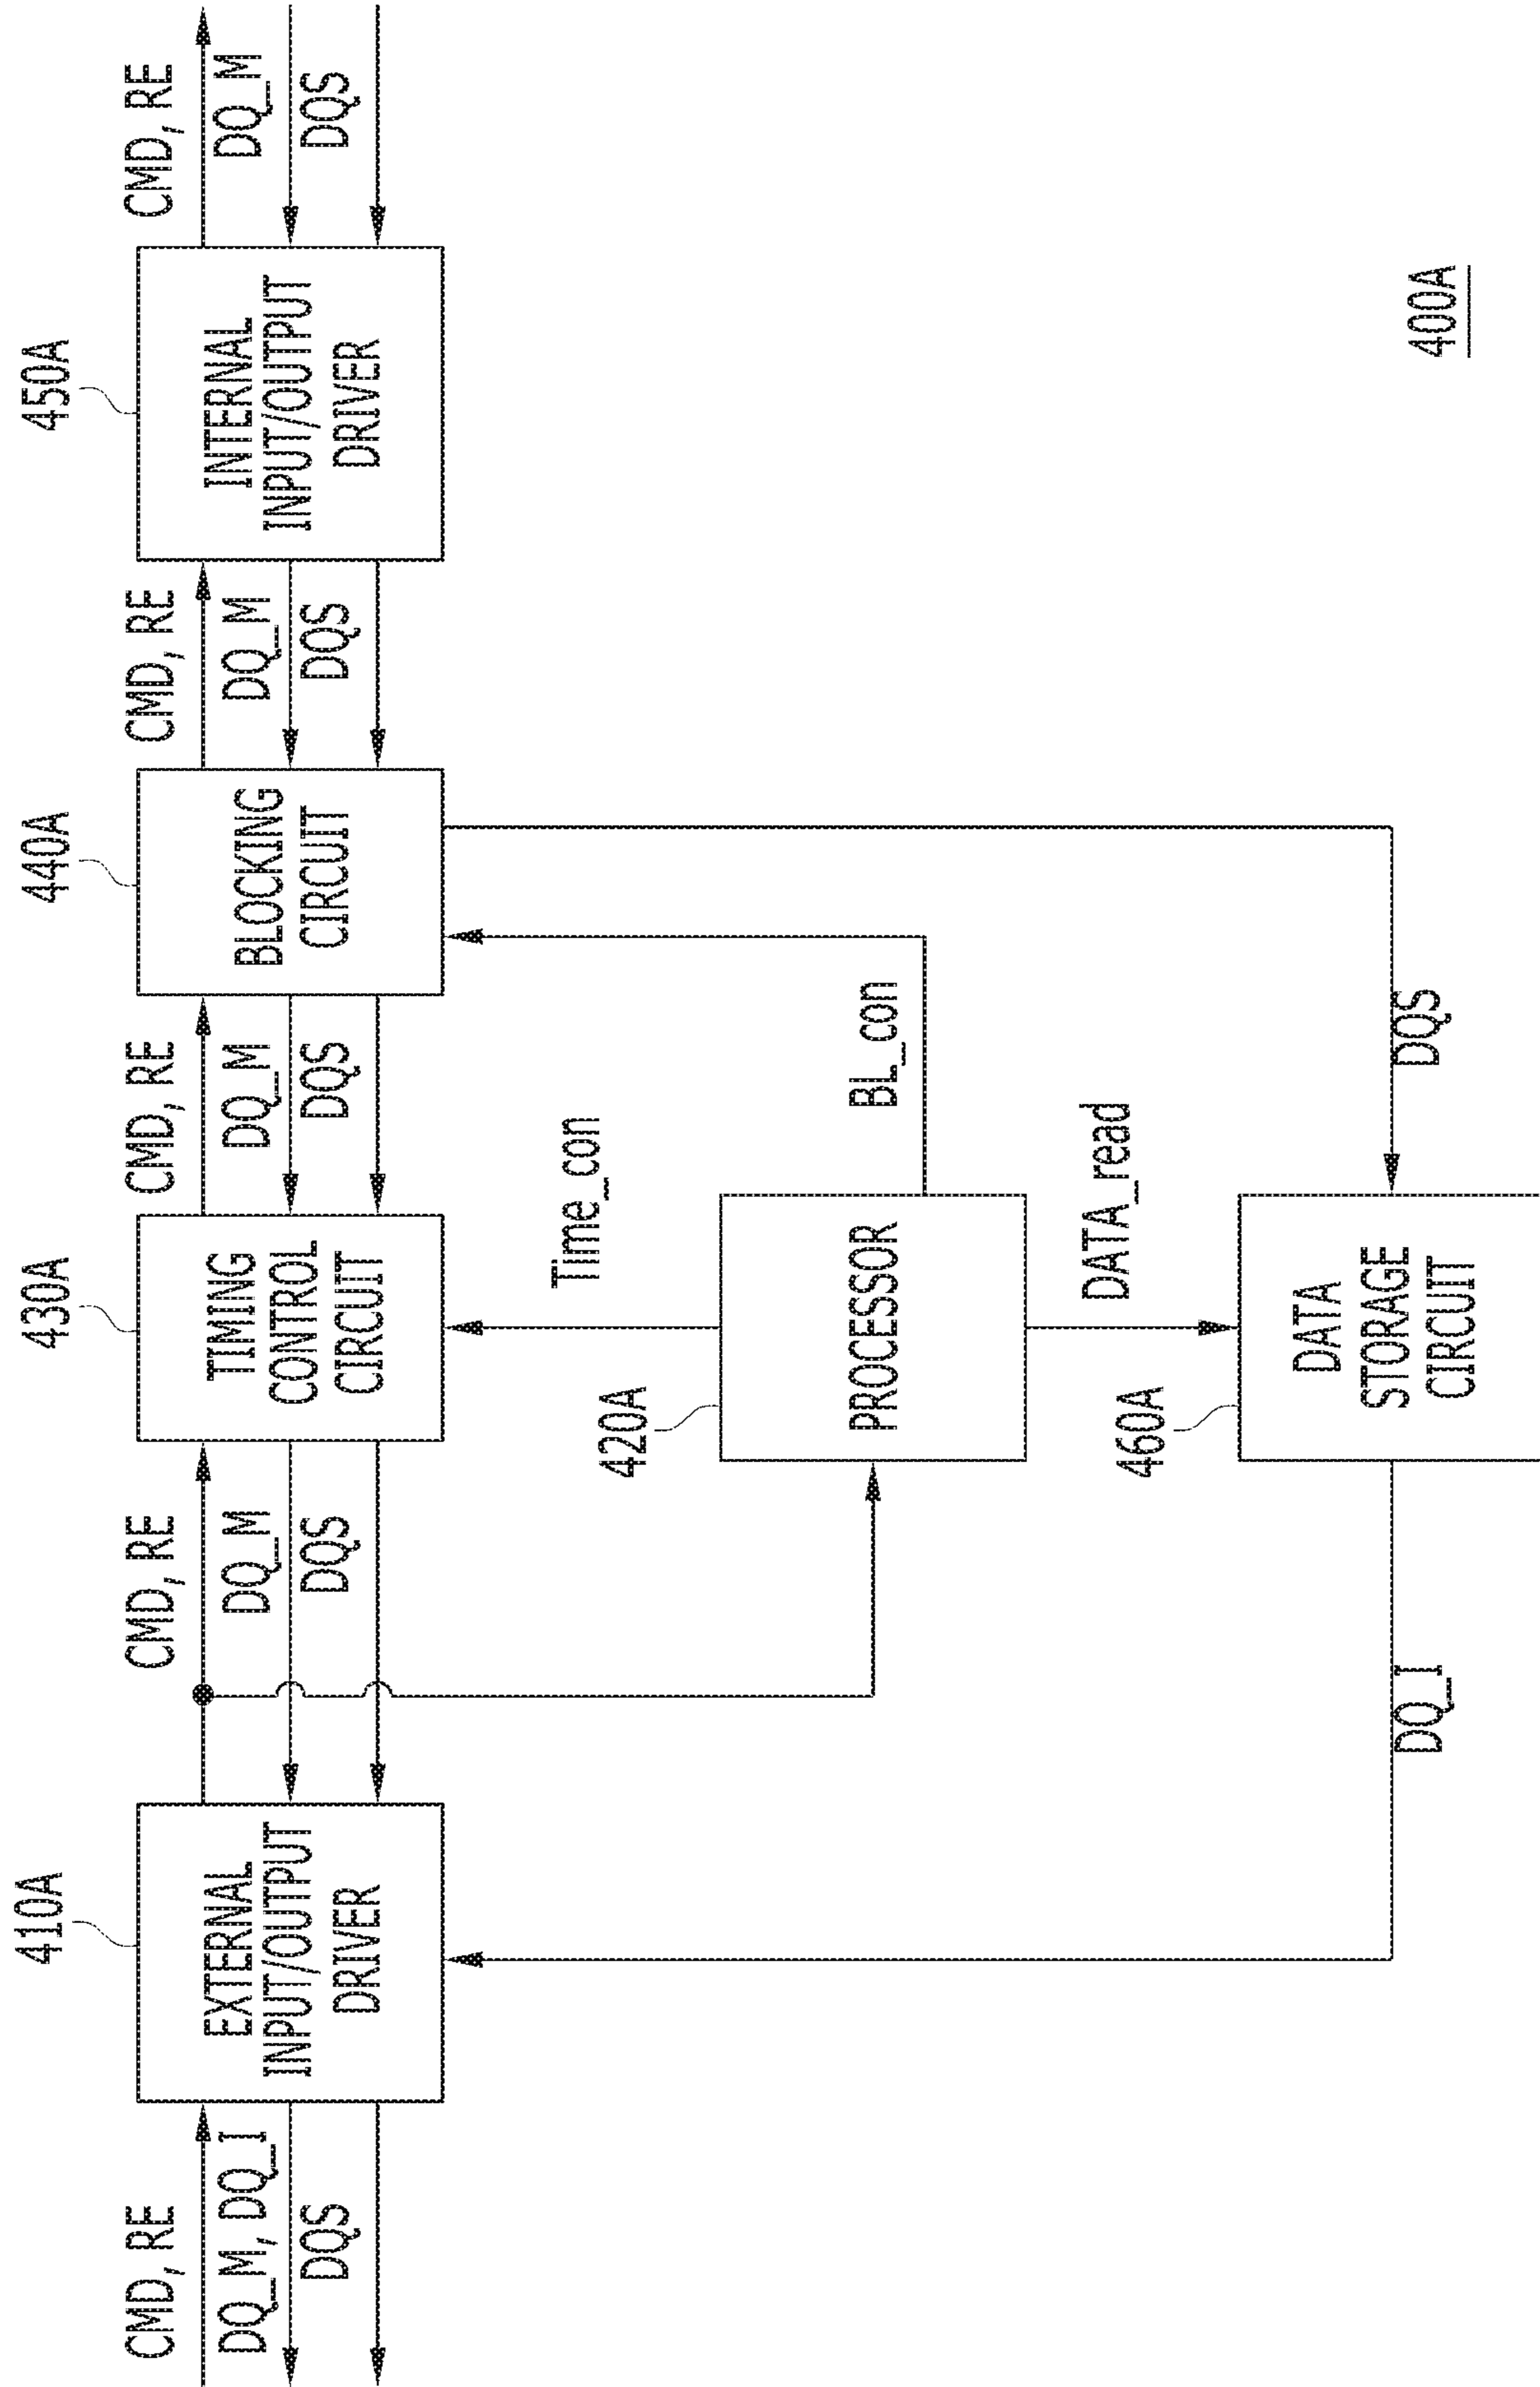 410A
430A
440A
450A
CMD, RE
CMD, RE
CMD, RE
CMD, RE
CMD, RE
DQ_M, DQ_I
DQ_M
DQ_M
DQ_M
DQ_M
DQS
DQS
DQS
DQS
DQS
EXTERNAL
INPUT/OUTPUT
DRIVER
TIMING
CONTROL
CIRCUIT
BLOCKING
CIRCUIT
INTERNAL
INPUT/OUTPUT
DRIVER
Time_con
420A
PROCESSOR
BL_con
DATA_read
460A
DATA
STORAGE
CIRCUIT
DQ_I
DQS
400A